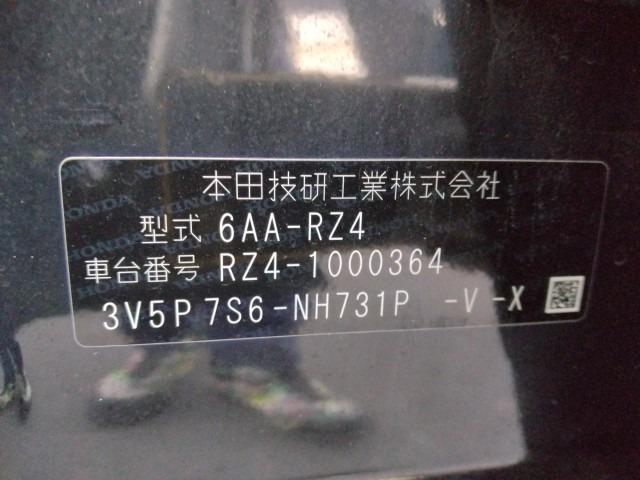 本田技研工業株式会社
型式 6AA-RZ4
車台番号 RZ4-1000364
3V5P 7S6-NH731P -V -X